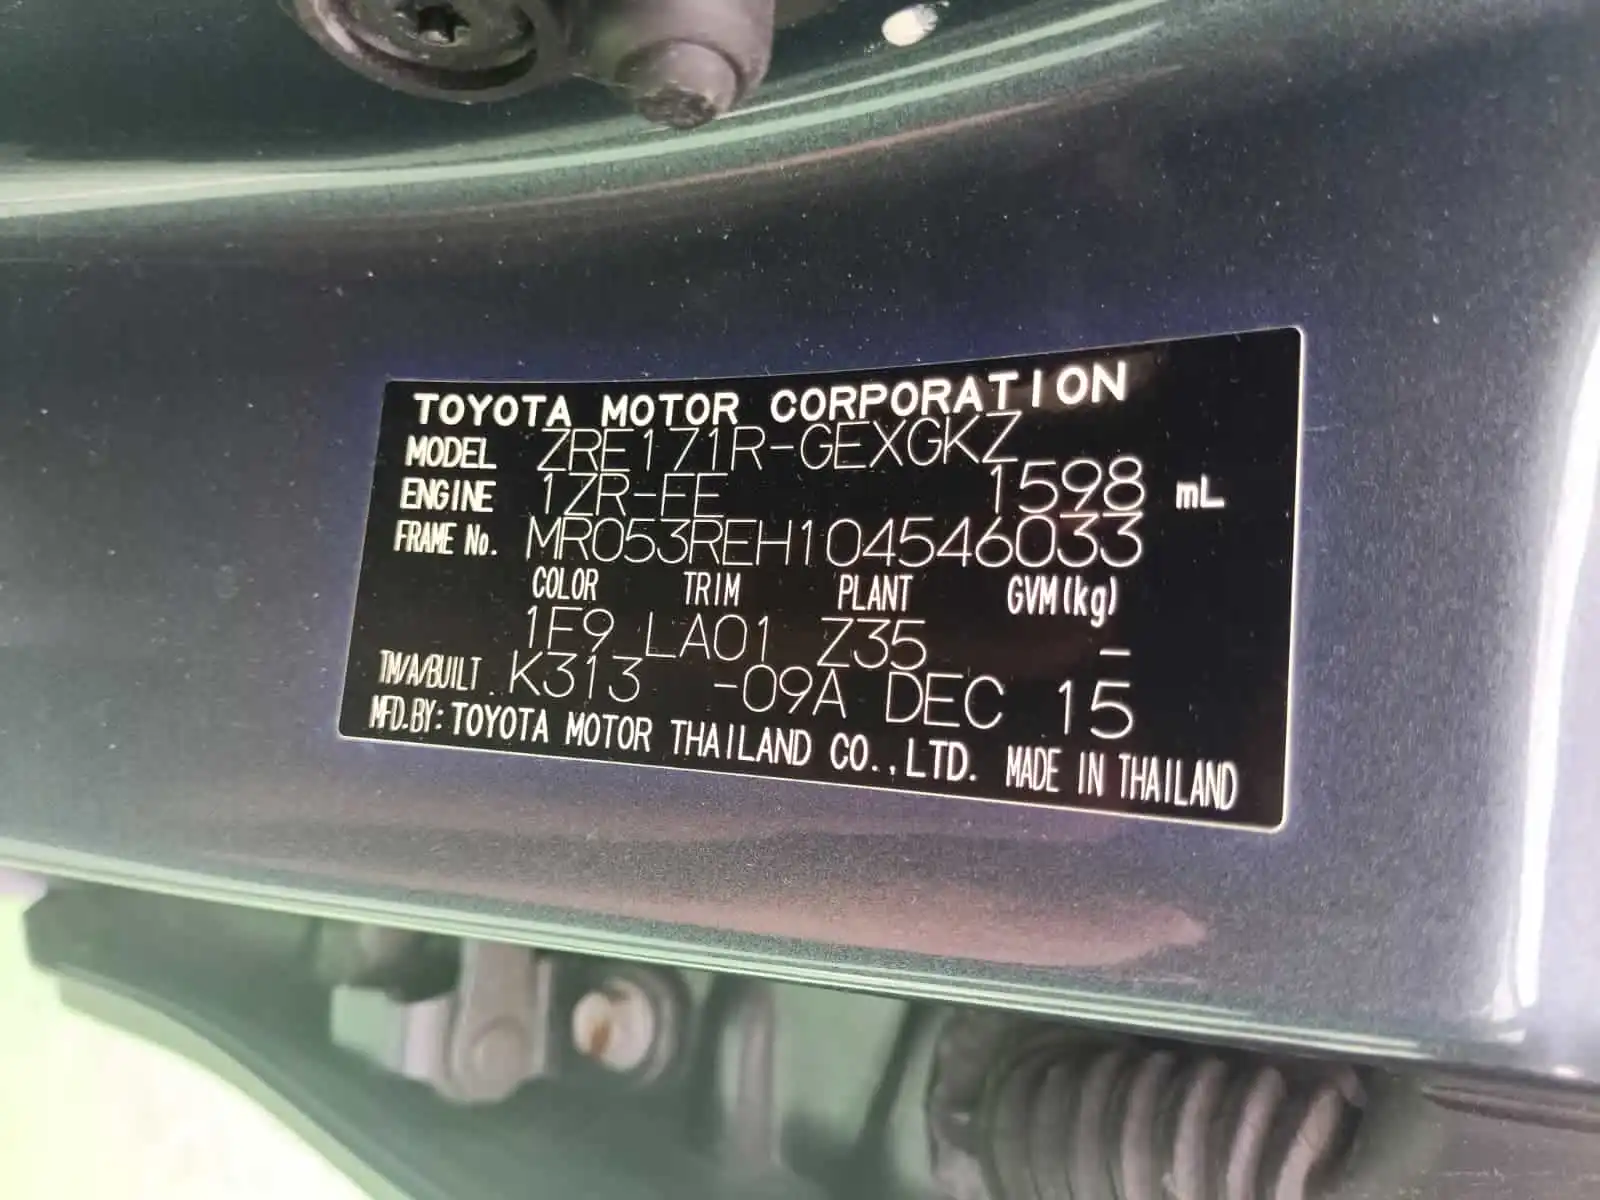 TOYOTA MOTOR CORPORATION
MODEL ZRE171R-GEXGKZ
ENGINE 1ZR-FE 1598 mL
FRAME No. MR053REH104546033
COLOR TRIM PLANT GVM(kg)
1F9 LA01 Z35 -
TM/A/BUILT K313 -09A DEC 15
MFD.BY: TOYOTA MOTOR THAILAND CO.,LTD. MADE IN THAILAND